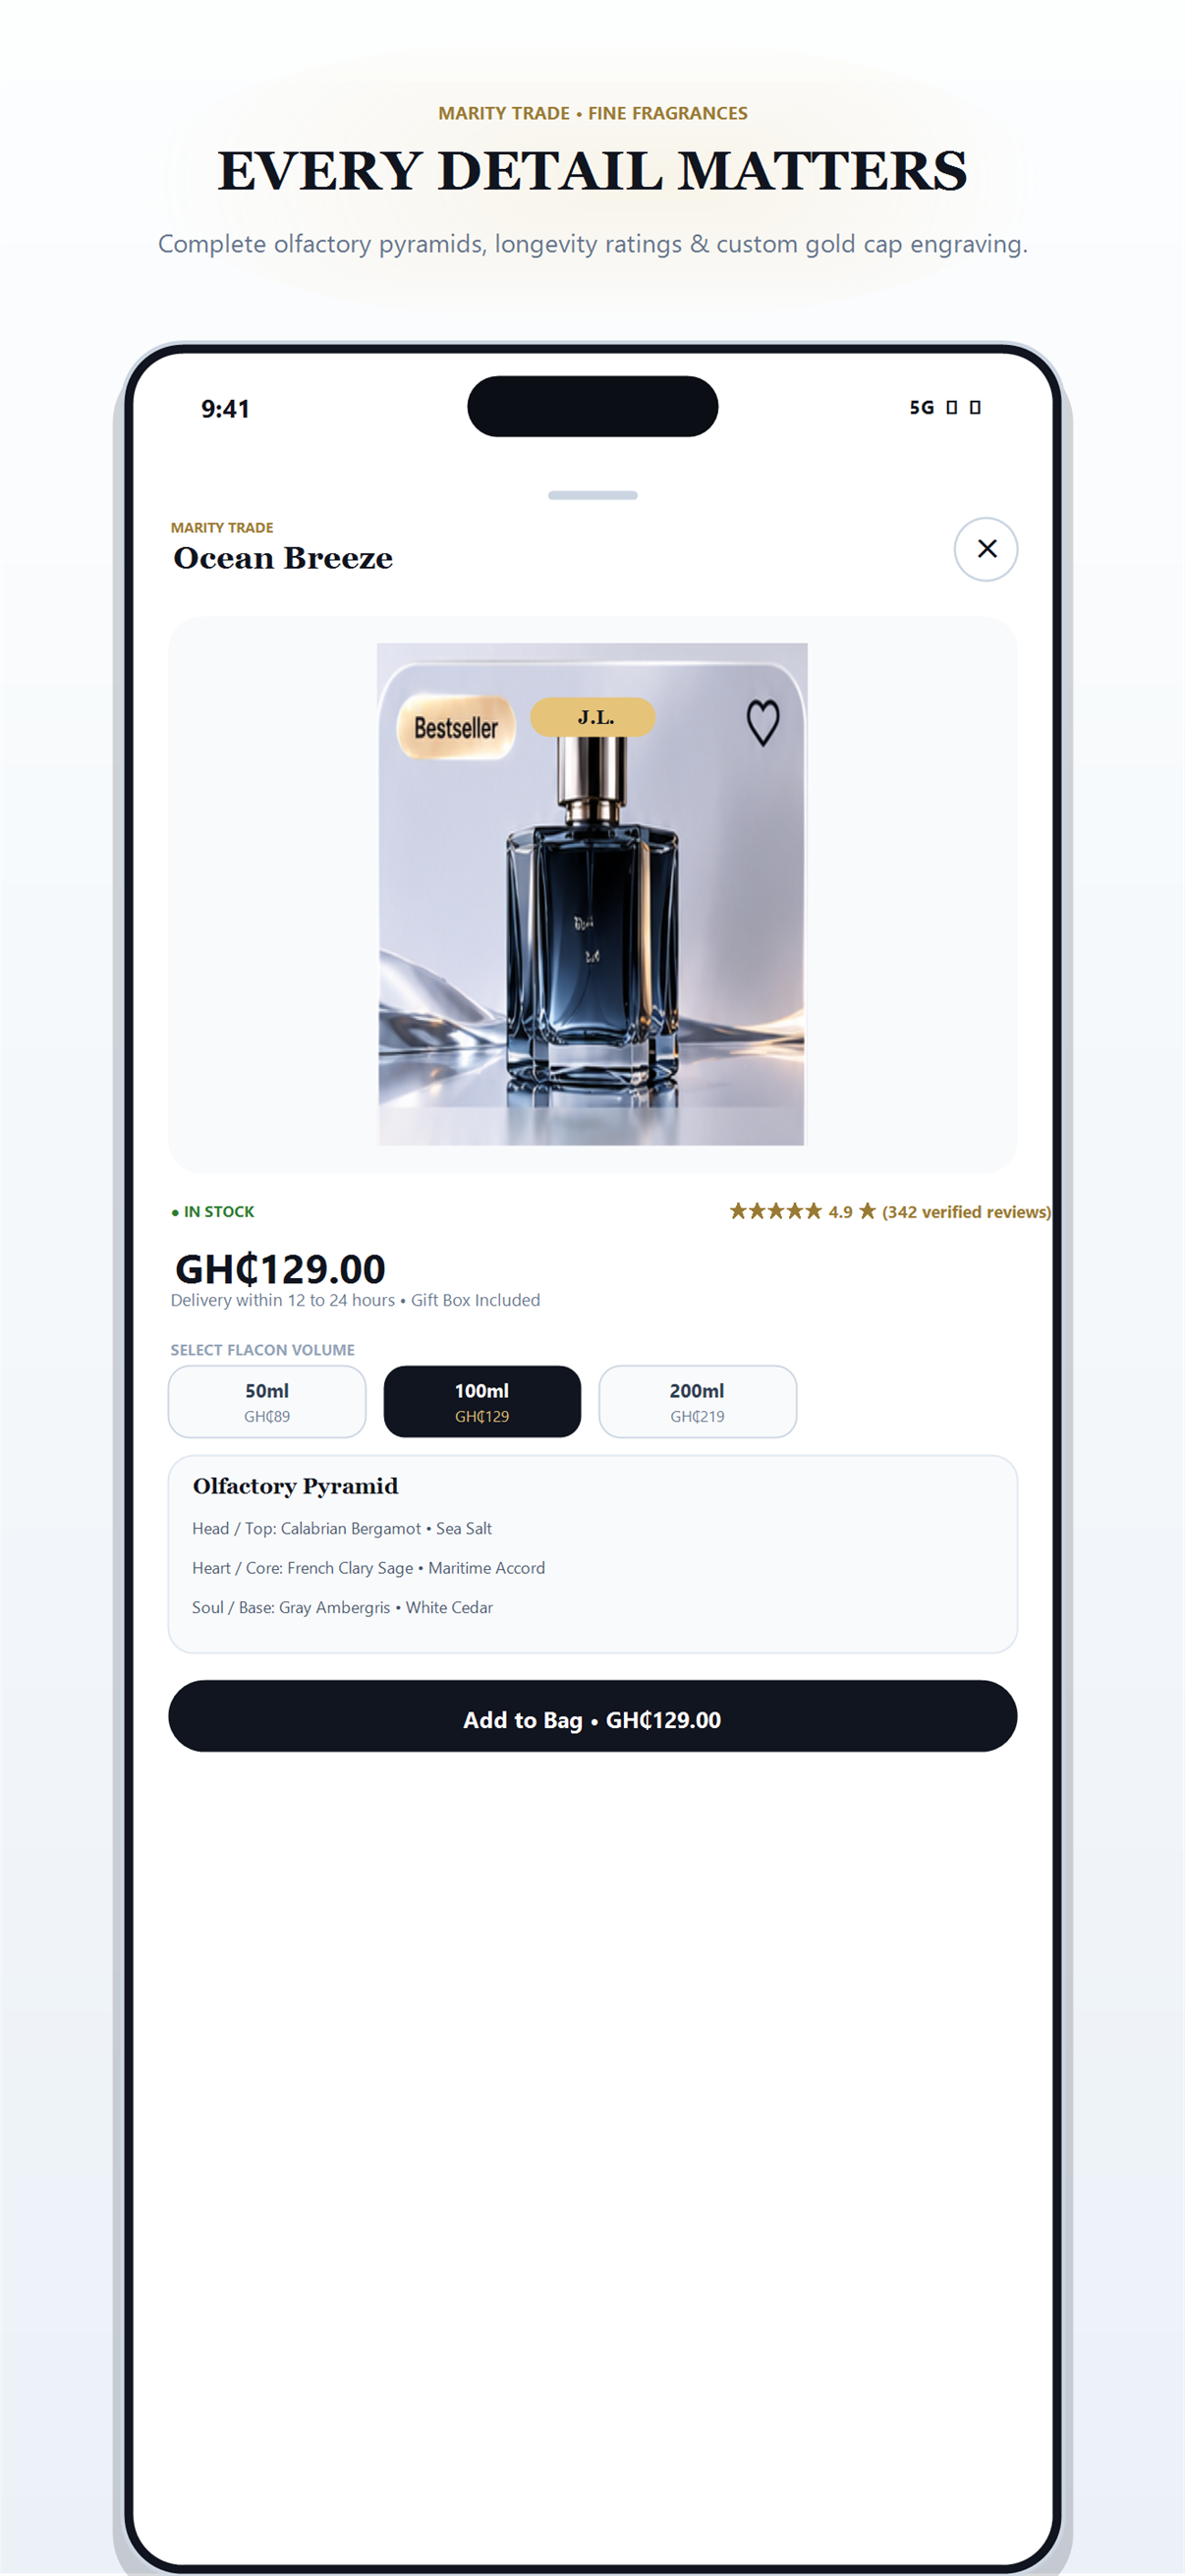 MARITY TRADE • FINE FRAGRANCES
EVERY DETAIL MATTERS
Complete olfactory pyramids, longevity ratings & custom gold cap engraving.
9:41
5G
MARITY TRADE
Ocean Breeze
×
Bestseller
J.L.
• IN STOCK
★★★★★ 4.9 ★ (342 verified reviews)
GH₵129.00
Delivery within 12 to 24 hours • Gift Box Included
SELECT FLACON VOLUME
50ml
GH₵89
100ml
GH₵129
200ml
GH₵219
Olfactory Pyramid
Head / Top: Calabrian Bergamot • Sea Salt
Heart / Core: French Clary Sage • Maritime Accord
Soul / Base: Gray Ambergris • White Cedar
Add to Bag • GH₵129.00